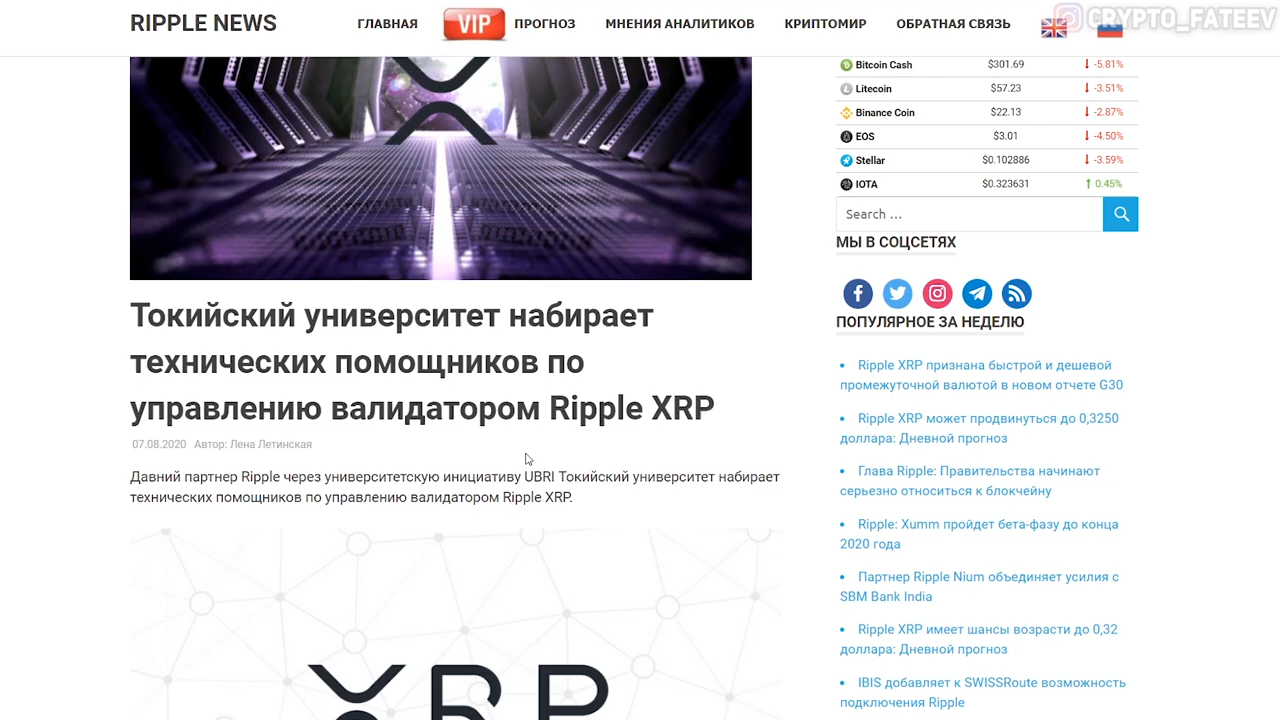 RIPPLE NEWS
ГЛАВНАЯ
VIP
ПРОГНОЗ
МНЕНИЯ АНАЛИТИКОВ
КРИПТОМИР
ОБРАТНАЯ СВЯЗЬ
CRYPTO_FATEEV
Токийский университет набирает
технических помощников по
управлению валидатором Ripple XRP
07.08.2020 Автор: Лена Летинская
Давний партнер Ripple через университетскую инициативу UBRI Токийский университет набирает
технических помощников по управлению валидатором Ripple XRP.
XRP
Bitcoin Cash $301.69 -5.81%
Litecoin $57.23 -3.51%
Binance Coin $22.13 -2.87%
EOS $3.01 -4.50%
Stellar $0.102886 -3.59%
IOTA $0.323631 0.45%
Search ...
МЫ В СОЦСЕТЯХ
ПОПУЛЯРНОЕ ЗА НЕДЕЛЮ
Ripple XRP признана быстрой и дешевой
промежуточной валютой в новом отчете G30
Ripple XRP может продвинуться до 0,3250
доллара: Дневной прогноз
Глава Ripple: Правительства начинают
серьезно относиться к блокчейну
Ripple: Xumm пройдет бета-фазу до конца
2020 года
Партнер Ripple Nium объединяет усилия с
SBM Bank India
Ripple XRP имеет шансы возрасти до 0,32
доллара: Дневной прогноз
IBIS добавляет к SWISSRoute возможность
подключения Ripple